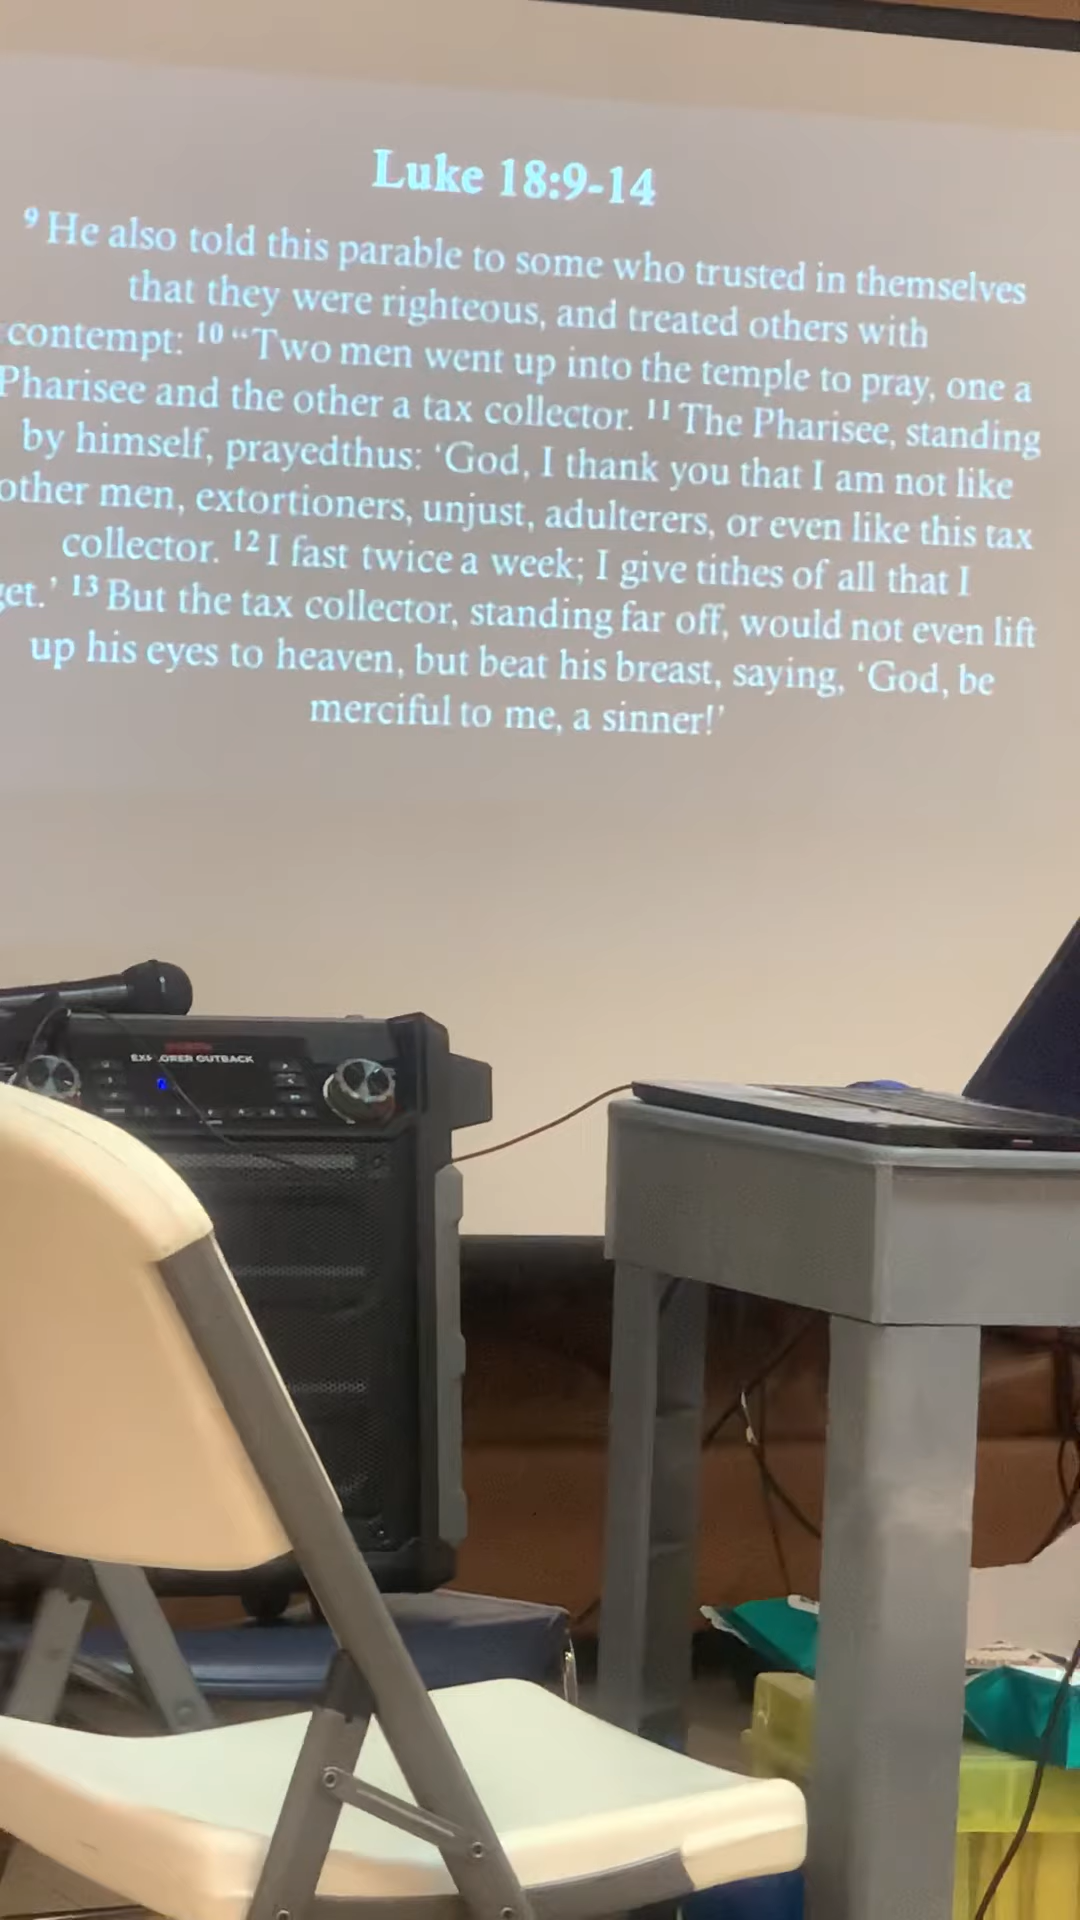 Luke 18:9-14
9 He also told this parable to some who trusted in themselves
that they were righteous, and treated others with
contempt: 10 “Two men went up into the temple to pray, one a
Pharisee and the other a tax collector. 11 The Pharisee, standing
by himself, prayedthus: ‘God, I thank you that I am not like
other men, extortioners, unjust, adulterers, or even like this tax
collector. 12 I fast twice a week; I give tithes of all that I
get.’ 13 But the tax collector, standing far off, would not even lift
up his eyes to heaven, but beat his breast, saying, ‘God, be
merciful to me, a sinner!’
EXPLORER OUTBACK